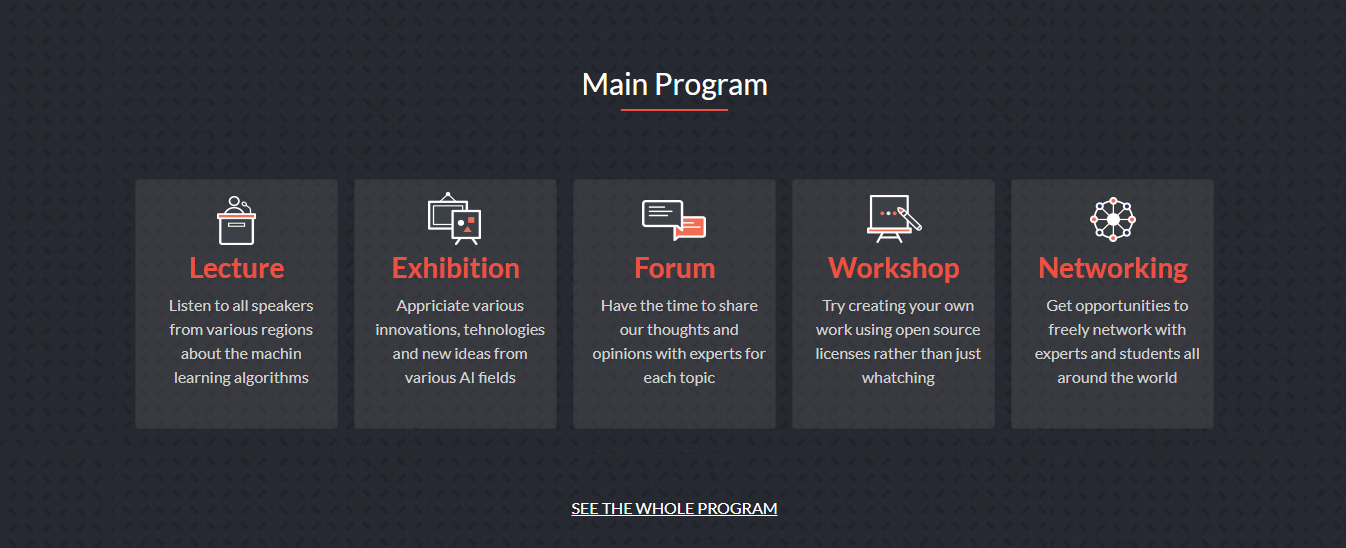 Main Program
Lecture
Listen to all speakers
from various regions
about the machin
learning algorithms
Exhibition
Appriciate various
innovations, tehnologies
and new ideas from
various AI fields
Forum
Have the time to share
our thoughts and
opinions with experts for
each topic
Workshop
Try creating your own
work using open source
licenses rather than just
whatching
Networking
Get opportunities to
freely network with
experts and students all
around the world
SEE THE WHOLE PROGRAM